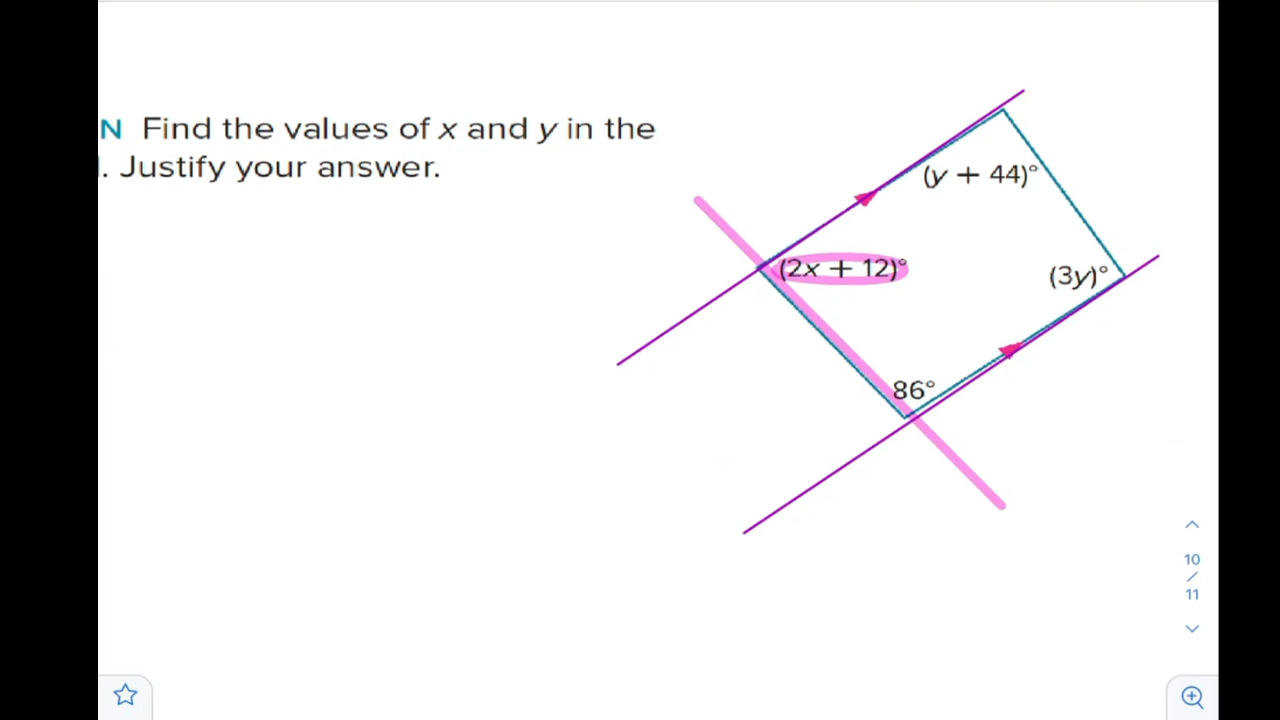 N Find the values of x and y in the
. Justify your answer.
(y + 44)°
(2x + 12)°
(3y)°
86°
10
/
11